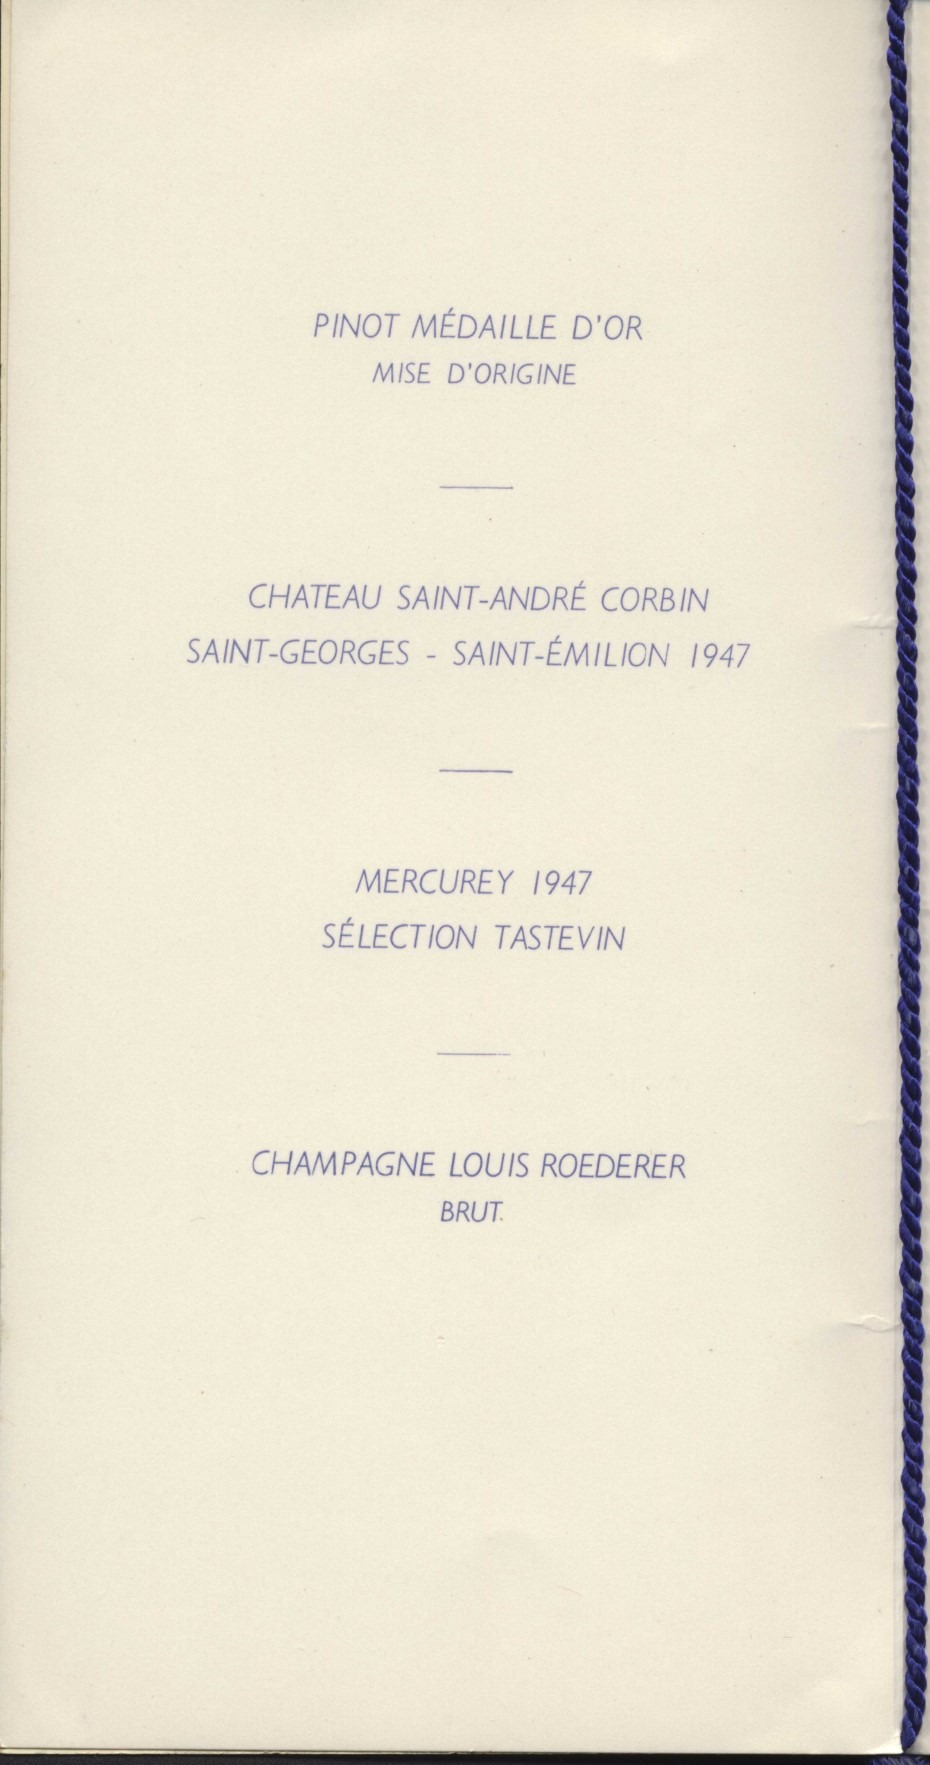 PINOT MÉDAILLE D'OR
MISE D'ORIGINE
CHATEAU SAINT-ANDRÉ CORBIN
SAINT-GEORGES - SAINT-ÉMILION 1947
MERCUREY 1947
SÉLECTION TASTEVIN
CHAMPAGNE LOUIS ROEDERER
BRUT.